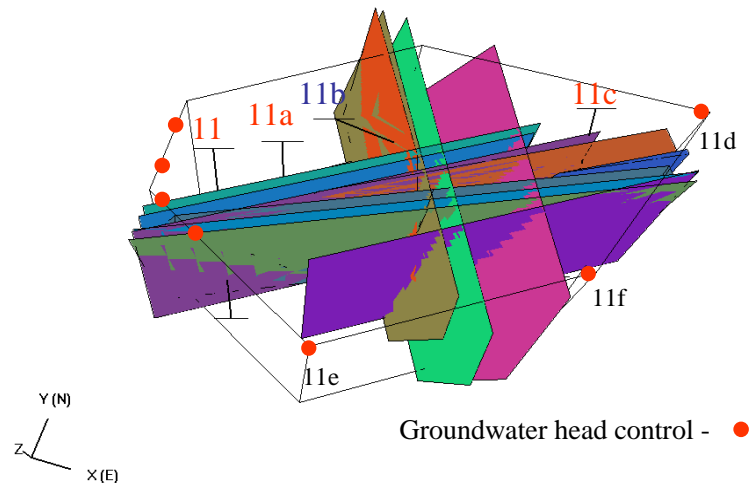 11b
11c
11
11a
11d
11f
11e
Y (N)
Z
X (E)
Groundwater head control -